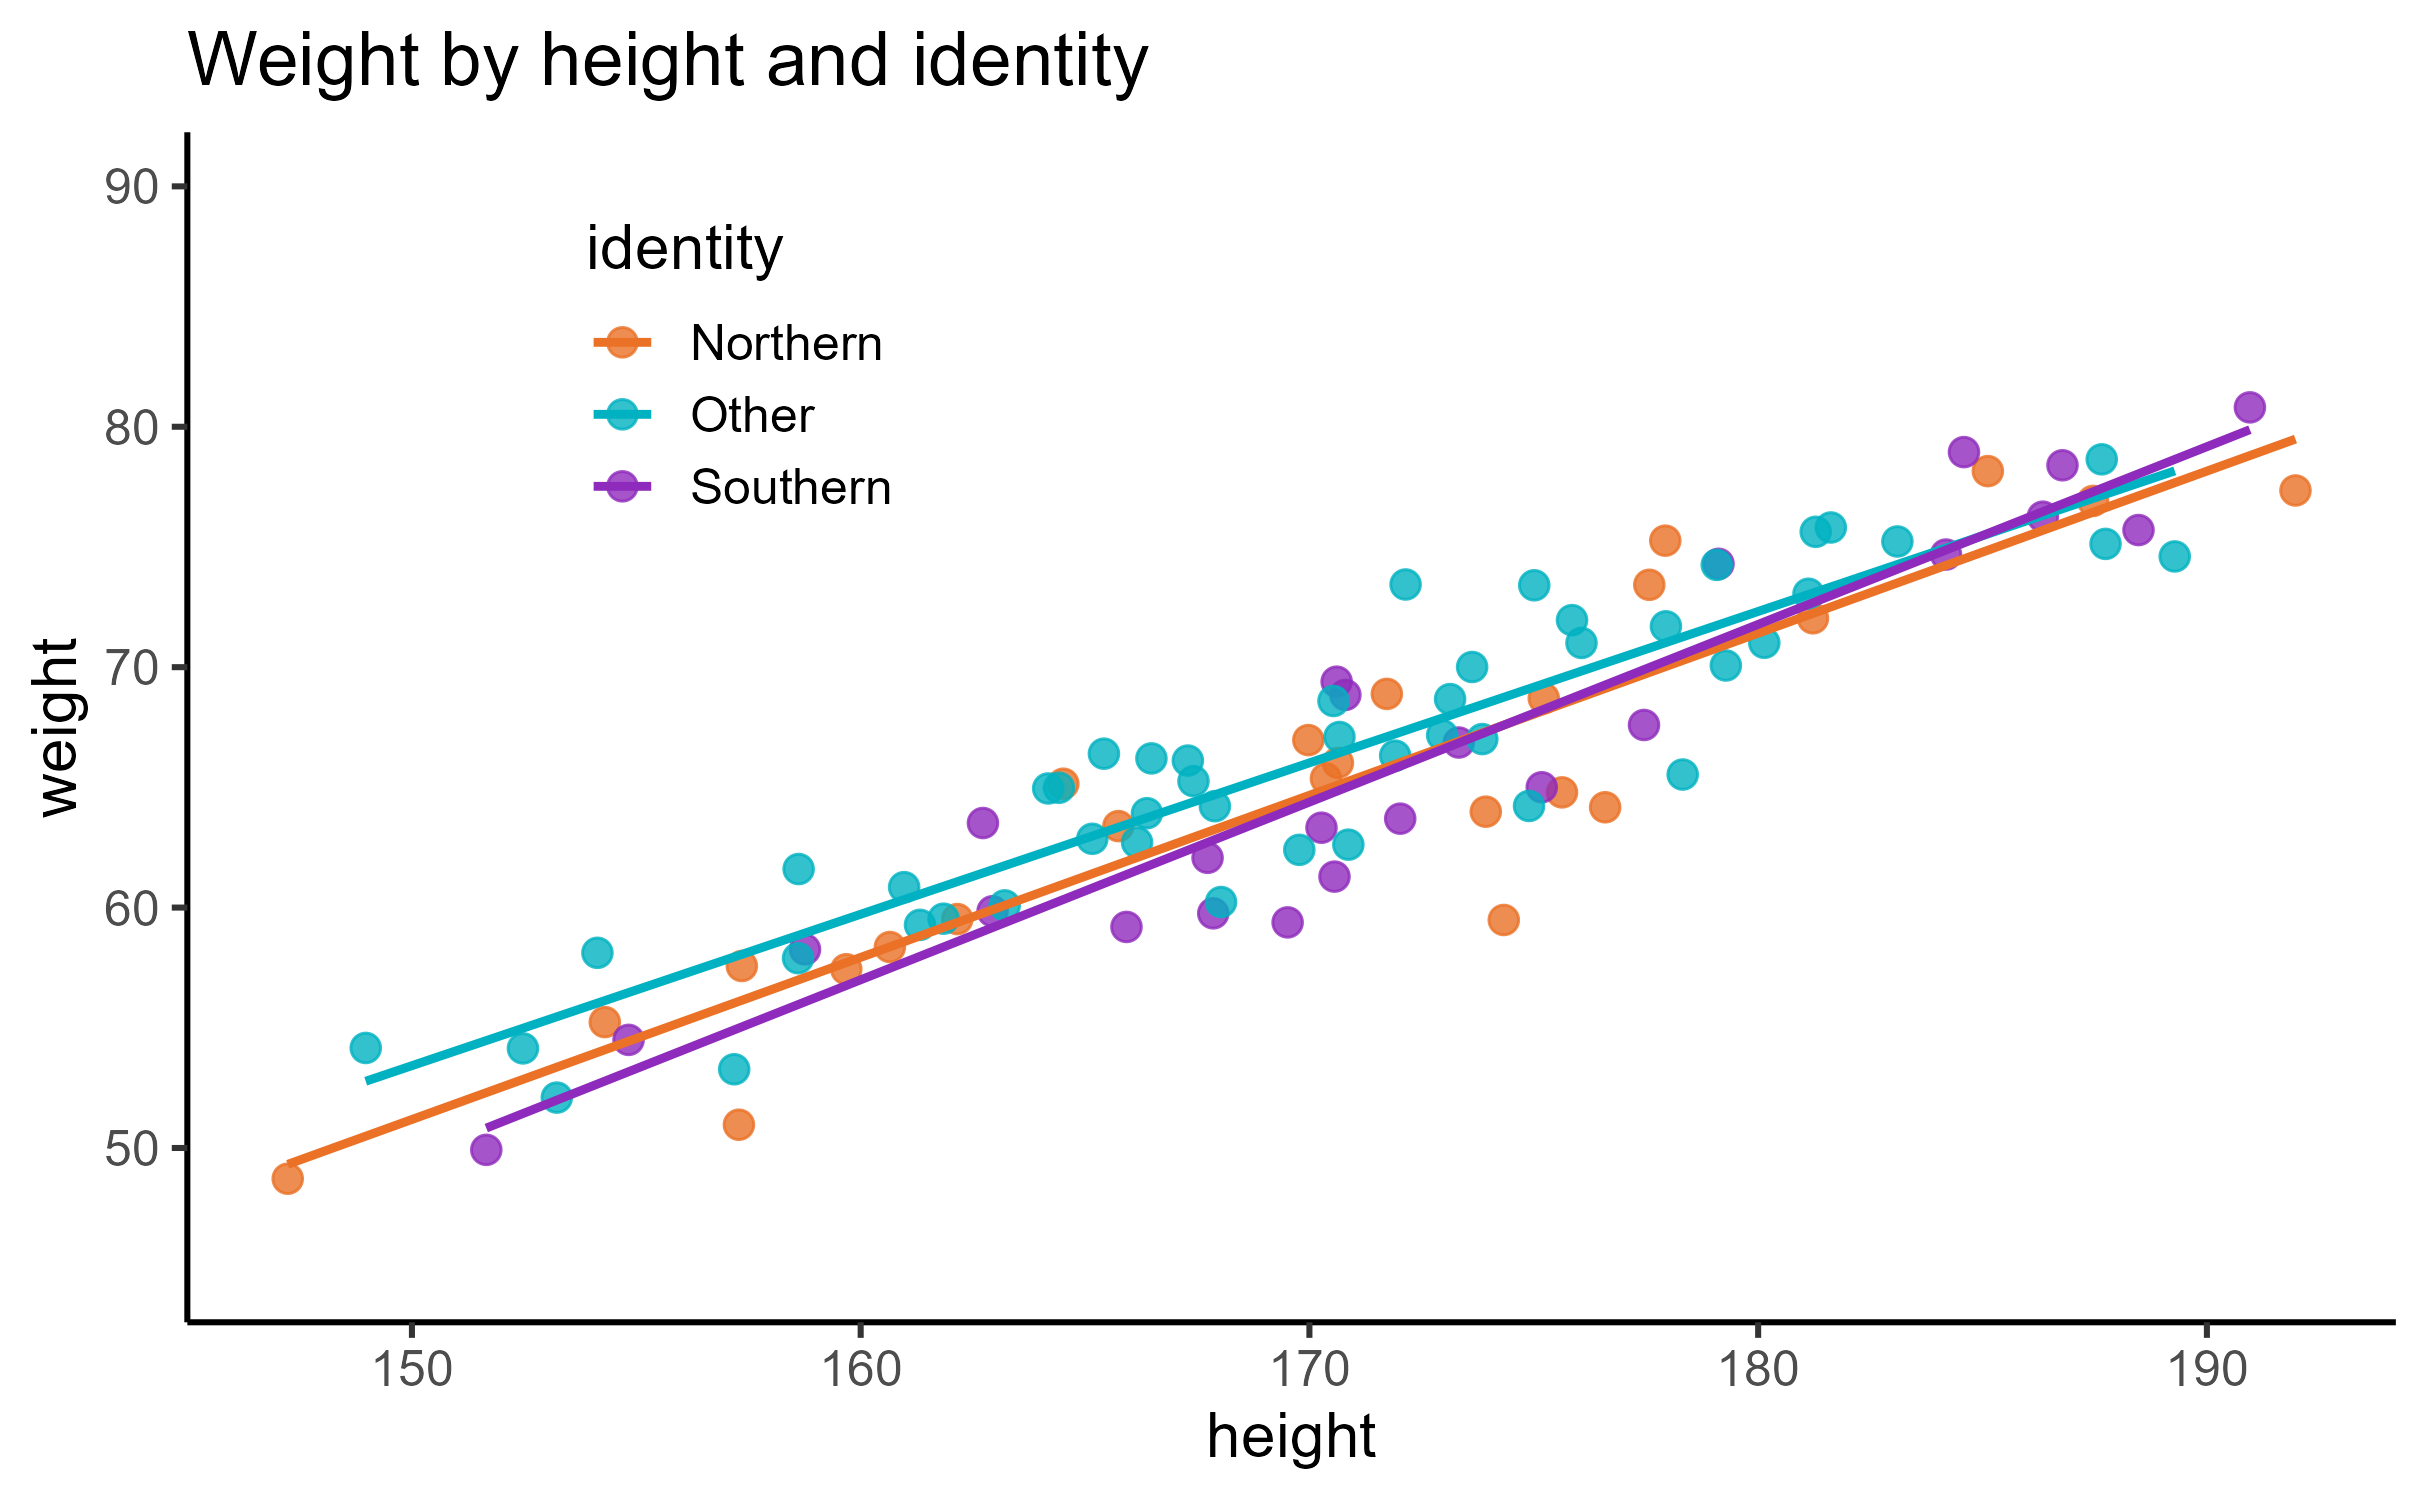 Weight by height and identity
90
80
70
60
50
weight
identity
Northern
Other
Southern
150 160 170 180 190
height